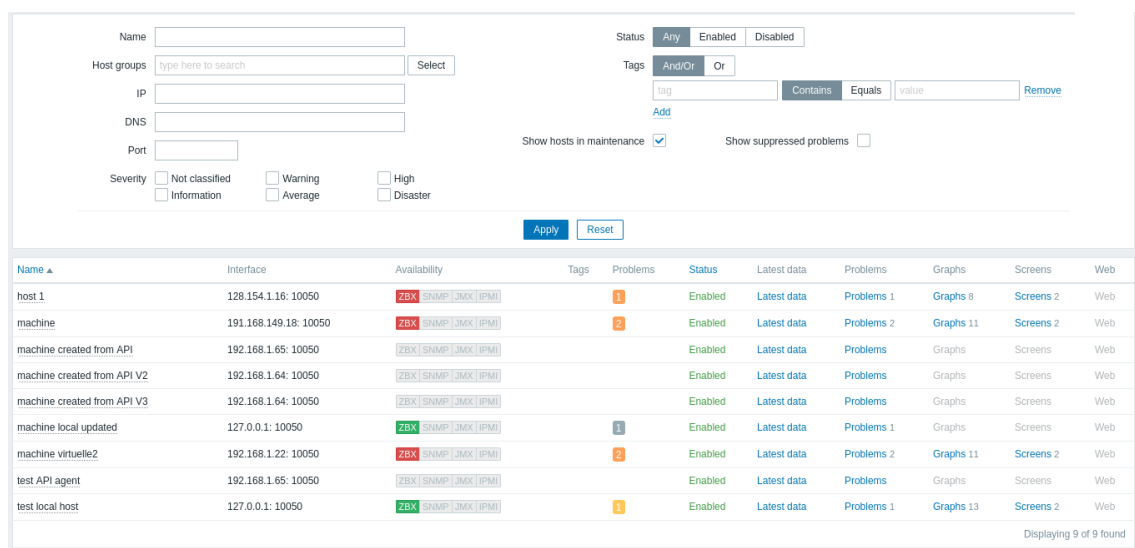 Name
Host groups type here to search Select
IP
DNS
Port
Severity Not classified Warning High
Information Average Disaster
Status Any Enabled Disabled
Tags And/Or Or
tag Contains Equals value Remove
Add
Show hosts in maintenance Show suppressed problems
Apply Reset
Name Interface Availability Tags Problems Status Latest data Problems Graphs Screens Web
host 1 128.154.1.16: 10050 ZBX SNMP JMX IPMI 1 Enabled Latest data Problems 1 Graphs 8 Screens 2 Web
machine 191.168.149.18: 10050 ZBX SNMP JMX IPMI 2 Enabled Latest data Problems 2 Graphs 11 Screens 2 Web
machine created from API 192.168.1.65: 10050 ZBX SNMP JMX IPMI Enabled Latest data Problems Graphs Screens Web
machine created from API V2 192.168.1.64: 10050 ZBX SNMP JMX IPMI Enabled Latest data Problems Graphs Screens Web
machine created from API V3 192.168.1.64: 10050 ZBX SNMP JMX IPMI Enabled Latest data Problems Graphs Screens Web
machine local updated 127.0.0.1: 10050 ZBX SNMP JMX IPMI 1 Enabled Latest data Problems 1 Graphs Screens Web
machine virtuelle2 192.168.1.22: 10050 ZBX SNMP JMX IPMI 2 Enabled Latest data Problems 2 Graphs 11 Screens 2 Web
test API agent 192.168.1.65: 10050 ZBX SNMP JMX IPMI Enabled Latest data Problems Graphs Screens Web
test local host 127.0.0.1: 10050 ZBX SNMP JMX IPMI 1 Enabled Latest data Problems 1 Graphs 13 Screens 2 Web
Displaying 9 of 9 found